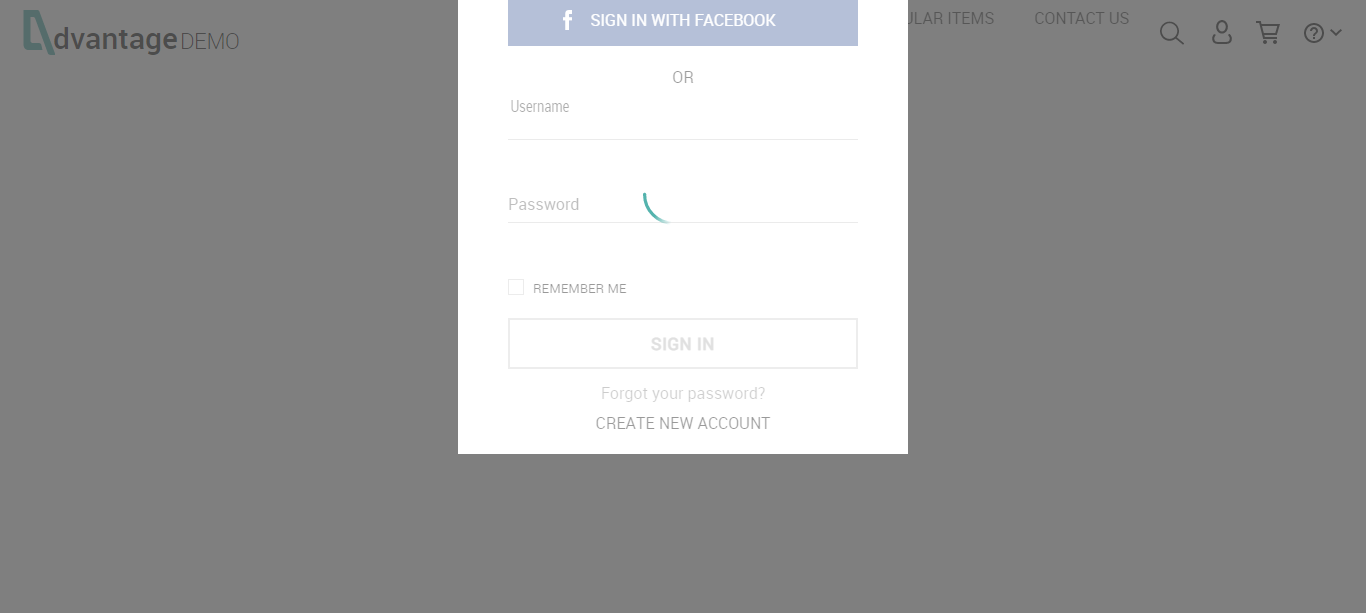 dvantage DEMO
SIGN IN WITH FACEBOOK
ITEMS
CONTACT US
OR
Username
Password
REMEMBER ME
SIGN IN
Forgot your password?
CREATE NEW ACCOUNT